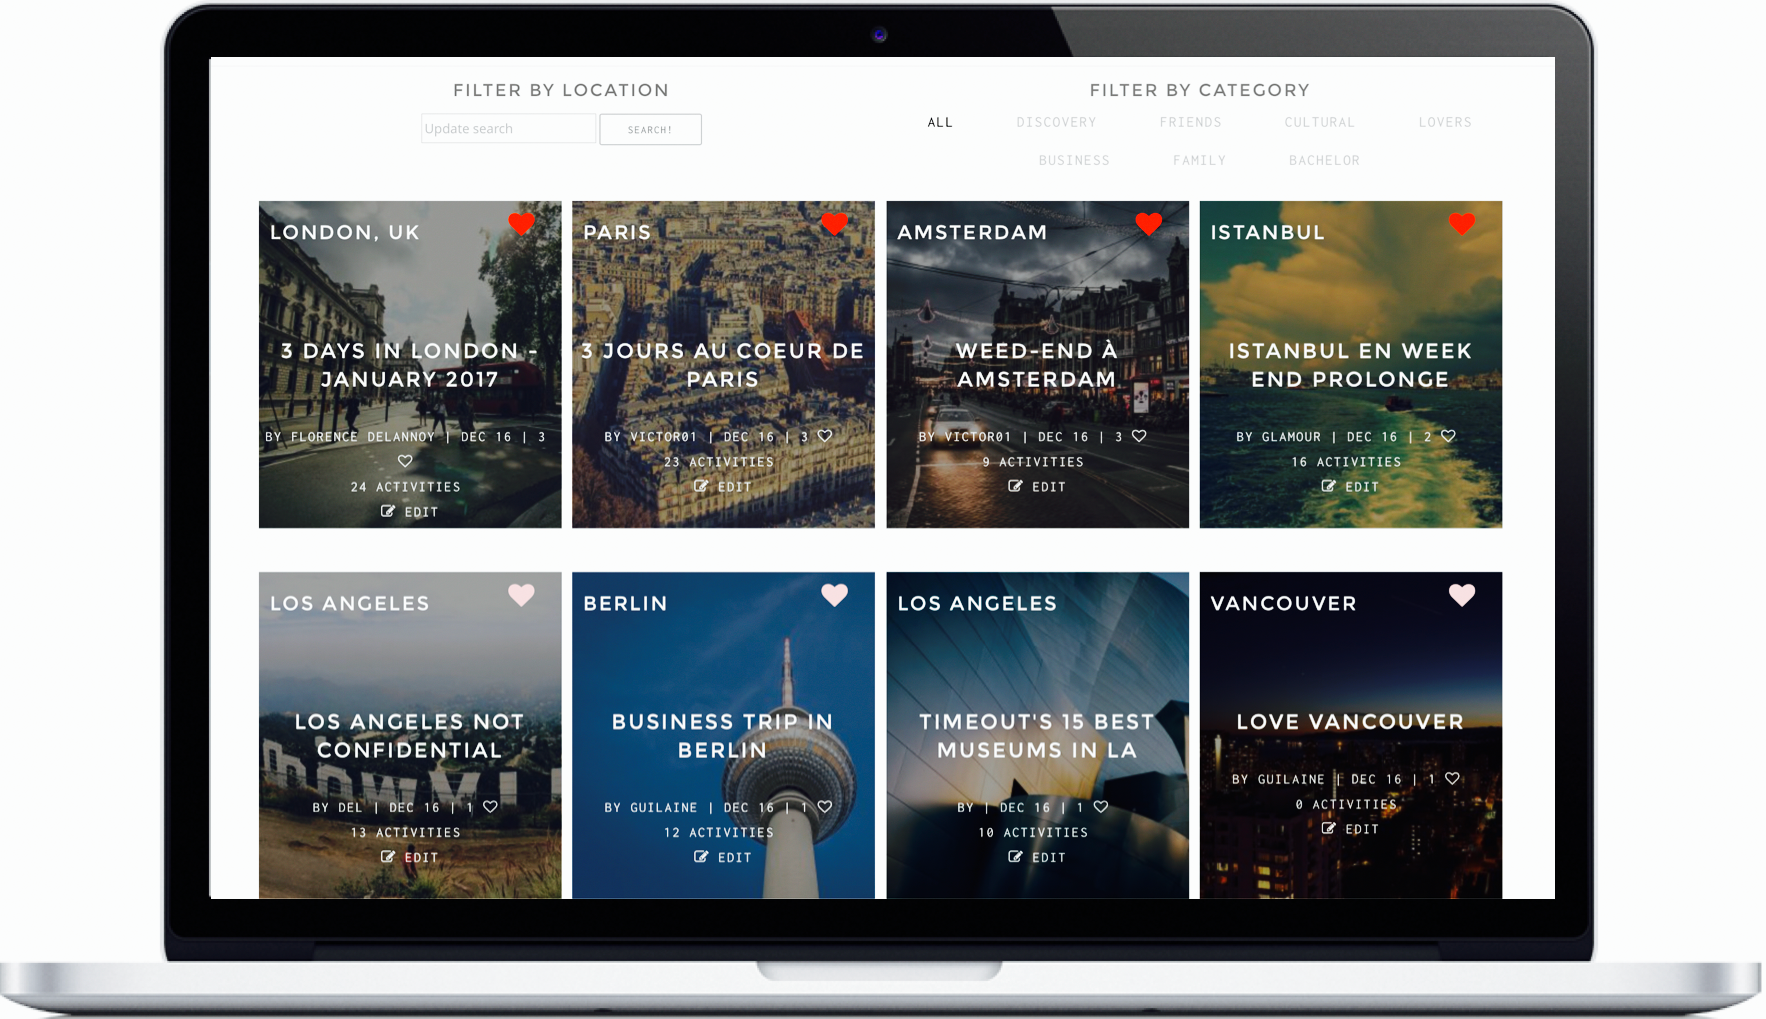 FILTER BY LOCATION
Update search
SEARCH!
FILTER BY CATEGORY
ALL DISCOVERY FRIENDS CULTURAL LOVERS
BUSINESS FAMILY BACHELOR
LONDON, UK
3 DAYS IN LONDON -
JANUARY 2017
BY FLORENCE DELANNOY | DEC 16 | 3
24 ACTIVITIES
EDIT
PARIS
3 JOURS AU COEUR DE
PARIS
BY VICTOR01 | DEC 16 | 3
23 ACTIVITIES
EDIT
AMSTERDAM
WEED-END À
AMSTERDAM
BY VICTOR01 | DEC 16 | 3
9 ACTIVITIES
EDIT
ISTANBUL
ISTANBUL EN WEEK
END PROLONGE
BY GLAMOUR | DEC 16 | 2
16 ACTIVITIES
EDIT
LOS ANGELES
LOS ANGELES NOT
CONFIDENTIAL
BY DEL | DEC 16 | 1
13 ACTIVITIES
EDIT
BERLIN
BUSINESS TRIP IN
BERLIN
BY GUILAINE | DEC 16 | 1
12 ACTIVITIES
EDIT
LOS ANGELES
TIMEOUT'S 15 BEST
MUSEUMS IN LA
BY | DEC 16 | 1
10 ACTIVITIES
EDIT
VANCOUVER
LOVE VANCOUVER
BY GUILAINE | DEC 16 | 1
0 ACTIVITIES
EDIT